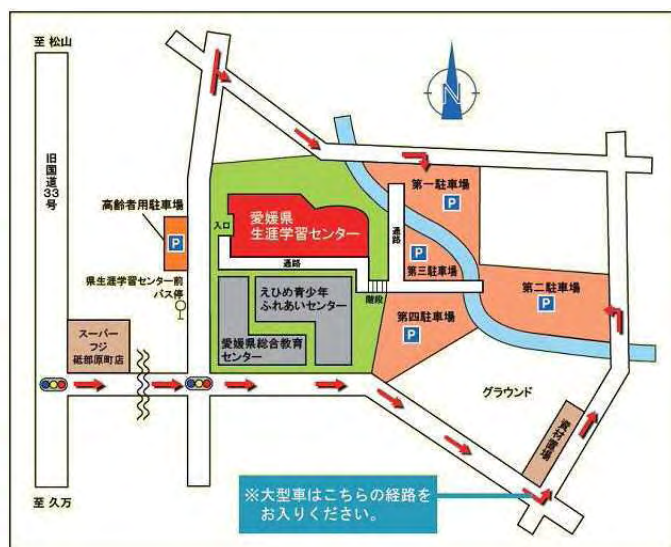 至 松山
旧国道33号
高齢者用駐車場
P
県生涯学習センター前
バス停
スーパー
フジ
砥部原町店
至 久万
N
入口
愛媛県
生涯学習センター
通路
えひめ青少年
ふれあいセンター
愛媛県総合教育
センター
階段
通路
第一駐車場
P
P
第三駐車場
第二駐車場
P
第四駐車場
P
グラウンド
資材置場
※大型車はこちらの経路を
お入りください。